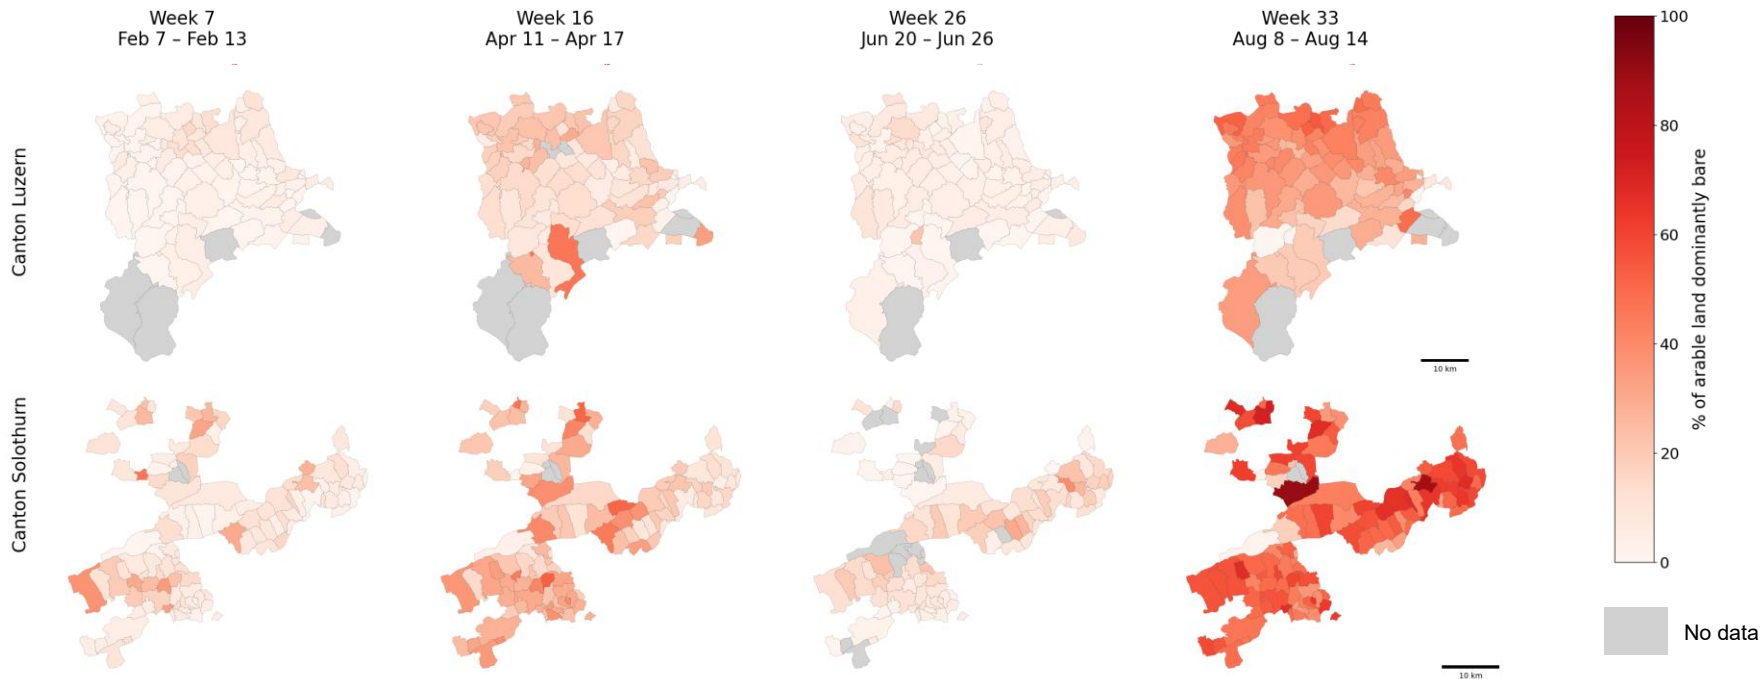 Week 7
Feb 7 – Feb 13
Week 16
Apr 11 – Apr 17
Week 26
Jun 20 – Jun 26
Week 33
Aug 8 – Aug 14
Canton Luzern
10 km
Canton Solothurn
10 km
100
80
60
40
20
0
% of arable land dominantly bare
No data